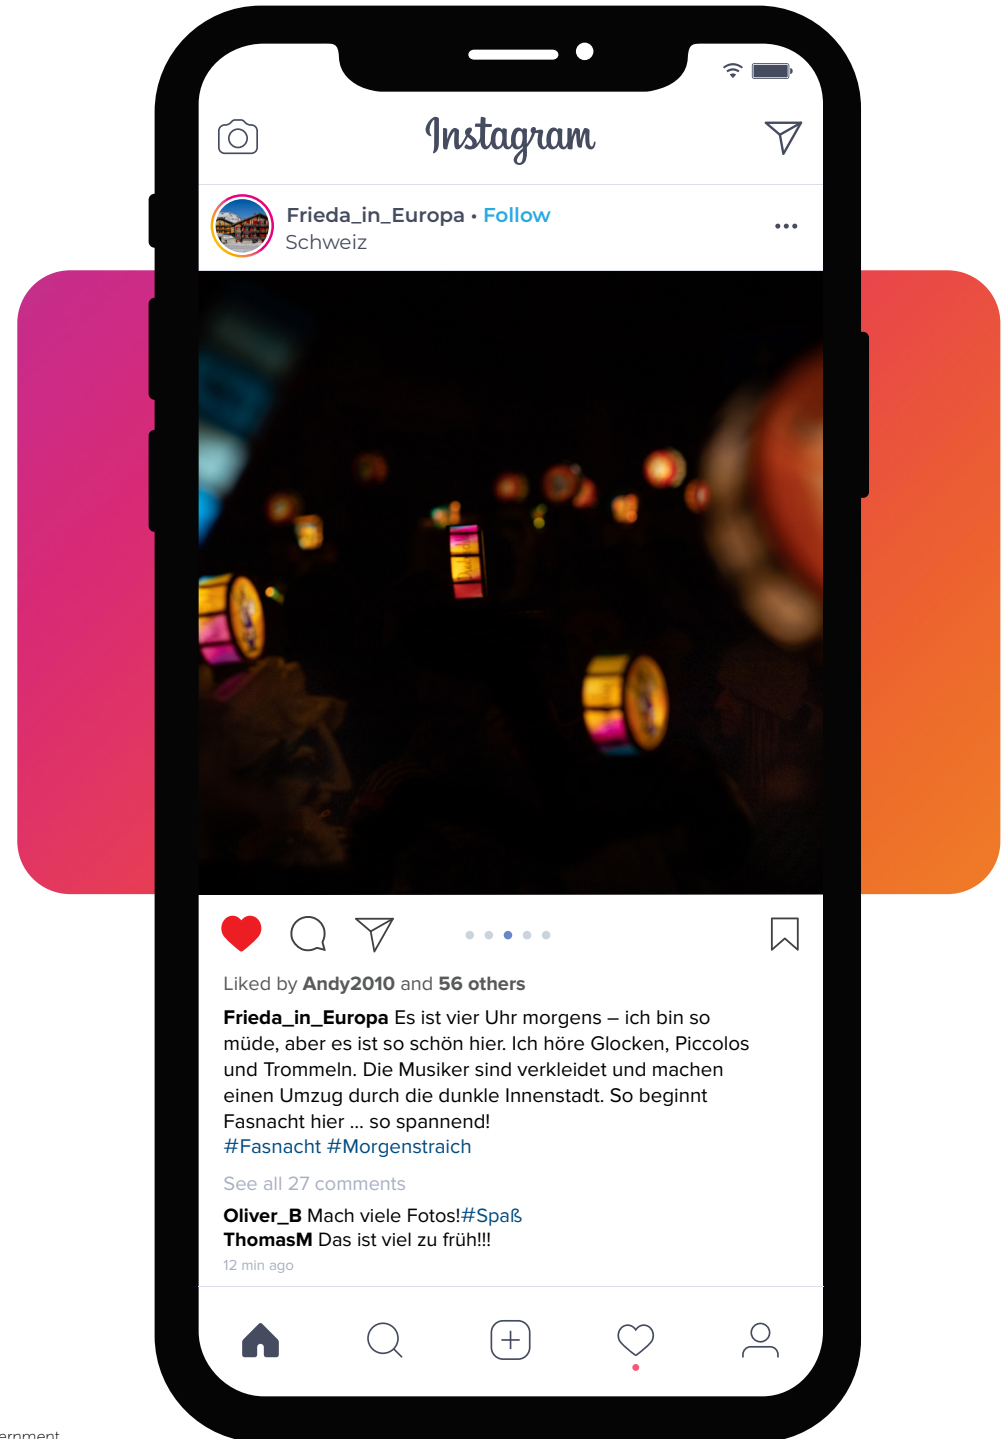 Instagram
Frieda_in_Europa • Follow
Schweiz
Liked by Andy2010 and 56 others
Frieda_in_Europa Es ist vier Uhr morgens – ich bin so
müde, aber es ist so schön hier. Ich höre Glocken, Piccolos
und Trommeln. Die Musiker sind verkleidet und machen
einen Umzug durch die dunkle Innenstadt. So beginnt
Fasnacht hier ... so spannend!
#Fasnacht #Morgenstraich
See all 27 comments
Oliver_B Mach viele Fotos!#Spaß
ThomasM Das ist viel zu früh!!!
12 min ago